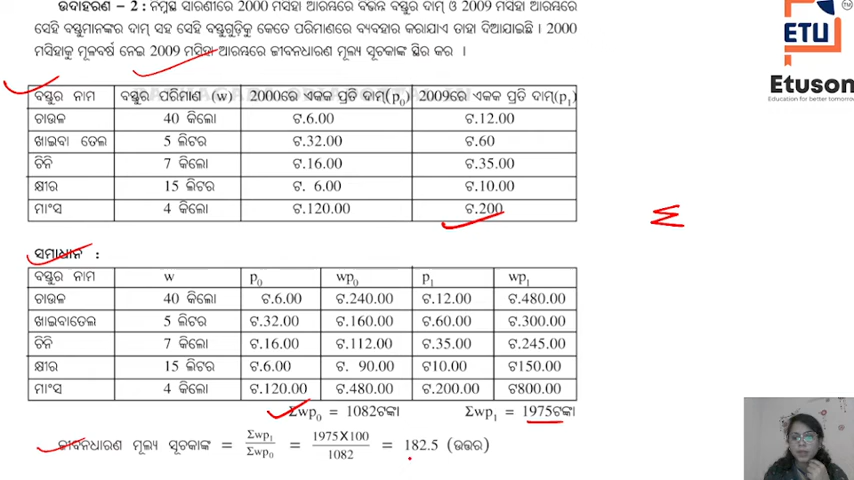 ଉଦାହରଣ – 2 : ନିମ୍ନସ୍ଥ ସାରଣୀରେ 2000 ମସିହା ଆରମ୍ଭରେ ବିଭିନ୍ନ ବସ୍ତୁର ଦାମ୍ ଓ 2009 ମସିହା ଆରମ୍ଭରେ
ସେହି ବସ୍ତୁମାନଙ୍କର ଦାମ୍ ସହ ସେହି ବସ୍ତୁଗୁଡ଼ିକୁ କେତେ ପରିମାଣରେ ବ୍ୟବହାର କରାଯାଏ ତାହା ଦିଆଯାଇଛି । 2000
ମସିହାକୁ ମୂଳବର୍ଷ ନେଇ 2009 ମସିହା ଆରମ୍ଭରେ ଜୀବନଧାରଣ ମୂଲ୍ୟ ସୂଚକାଙ୍କ ସ୍ଥିର କର ।
ବସ୍ତୁର ନାମ ବସ୍ତୁର ପରିମାଣ (w) 2000ରେ ଏକକ ପ୍ରତି ଦାମ୍(p₀) 2009ରେ ଏକକ ପ୍ରତି ଦାମ୍(p₁)
ଚାଉଳ 40 କିଲୋ ଟ.6.00 ଟ.12.00
ଖାଇବା ତେଲ 5 ଲିଟର ଟ.32.00 ଟ.60
ଚିନି 7 କିଲୋ ଟ.16.00 ଟ.35.00
କ୍ଷୀର 15 ଲିଟର ଟ. 6.00 ଟ.10.00
ମାଂସ 4 କିଲୋ ଟ.120.00 ଟ.200
Σ
ସମାଧାନ :
ବସ୍ତୁର ନାମ w p₀ wp₀ p₁ wp₁
ଚାଉଳ 40 କିଲୋ ଟ.6.00 ଟ.240.00 ଟ.12.00 ଟ.480.00
ଖାଇବାତେଲ 5 ଲିଟର ଟ.32.00 ଟ.160.00 ଟ.60.00 ଟ.300.00
ଚିନି 7 କିଲୋ ଟ.16.00 ଟ.112.00 ଟ.35.00 ଟ.245.00
କ୍ଷୀର 15 ଲିଟର ଟ.6.00 ଟ. 90.00 ଟ10.00 ଟ150.00
ମାଂସ 4 କିଲୋ ଟ.120.00 ଟ.480.00 ଟ.200.00 ଟ800.00
Σwp₀ = 1082ଟଙ୍କା Σwp₁ = 1975ଟଙ୍କା
ଜୀବନଧାରଣ ମୂଲ୍ୟ ସୂଚକାଙ୍କ = Σwp₁/Σwp₀ = 1975X100/1082 = 182.5 (ଉତ୍ତର)
ETU
TM
Etuson
Education for better tomorrow